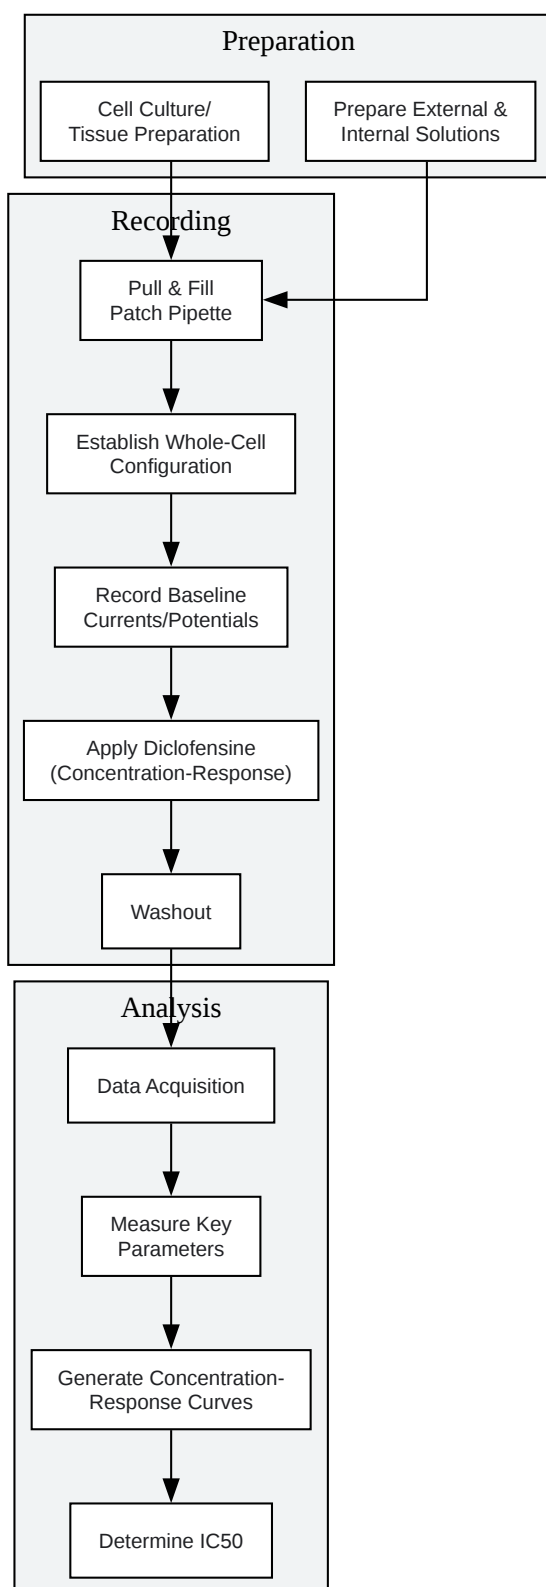 Preparation
Cell Culture/
Tissue Preparation
Prepare External &
Internal Solutions
Recording
Pull & Fill
Patch Pipette
Establish Whole-Cell
Configuration
Record Baseline
Currents/Potentials
Apply Diclofensine
(Concentration-Response)
Washout
Analysis
Data Acquisition
Measure Key
Parameters
Generate Concentration-
Response Curves
Determine IC50